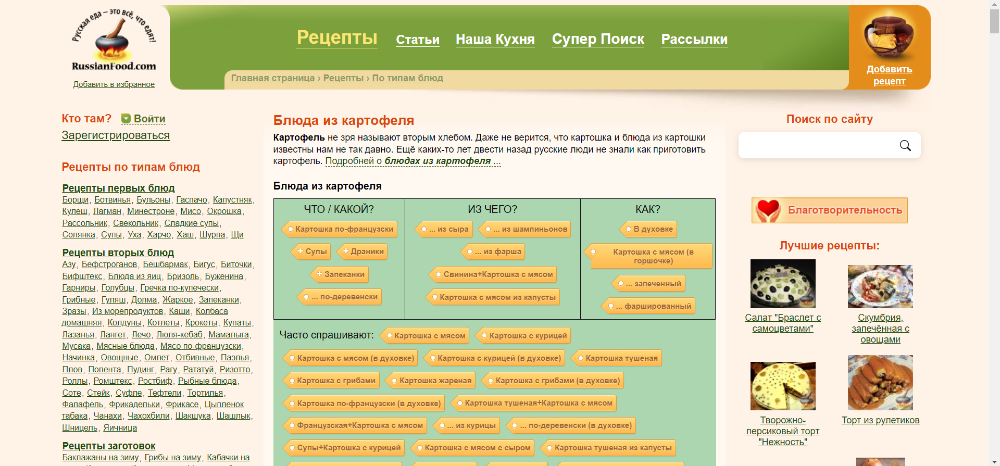 Русская еда – это всё, что едят!
RussianFood.com
Добавить в избранное
Рецепты Статьи Наша Кухня Супер Поиск Рассылки
Главная страница › Рецепты › По типам блюд
Добавить
рецепт
Кто там? Войти
Зарегистрироваться
Рецепты по типам блюд
Рецепты первых блюд
Борщи, Ботвинья, Бульоны, Гаспачо, Капустняк,
Кулеш, Лагман, Минестроне, Мисо, Окрошка,
Рассольник, Свекольник, Сладкие супы,
Солянка, Супы, Уха, Харчо, Хаш, Шурпа, Щи
Рецепты вторых блюд
Азу, Бефстроганов, Бешбармак, Бигус, Биточки,
Бифштекс, Блюда из яиц, Бризоль, Буженина,
Гарниры, Голубцы, Гречка по-купечески,
Грибные, Гуляш, Долма, Жаркое, Запеканки,
Зразы, Из морепродуктов, Каши, Колбаса
домашняя, Колдуны, Котлеты, Крокеты, Купаты,
Лазанья, Лангет, Лечо, Люля-кебаб, Мамалыга,
Мусака, Мясные блюда, Мясо по-французски,
Начинка, Овощные, Омлет, Отбивные, Паэлья,
Плов, Полента, Пудинг, Рагу, Рататуй, Ризотто,
Роллы, Ромштекс, Ростбиф, Рыбные блюда,
Соте, Стейк, Суфле, Тефтели, Тортилья,
Фалафель, Фрикадельки, Фрикасе, Цыпленок
табака, Чанахи, Чахохбили, Шакшука, Шашлык,
Шницель, Яичница
Рецепты заготовок
Баклажаны на зиму, Грибы на зиму, Кабачки на
Блюда из картофеля
Картофель не зря называют вторым хлебом. Даже не верится, что картошка и блюда из картошки
известны нам не так давно. Ещё каких-то лет двести назад русские люди не знали как приготовить
картофель. Подробней о блюдах из картофеля ...
Блюда из картофеля
ЧТО / КАКОЙ?
Картошка по-французски
Супы Драники
Запеканки
... по-деревенски
ИЗ ЧЕГО?
... из сыра ... из шампиньонов
... из фарша
Свинина+Картошка с мясом
Картошка с мясом из капусты
КАК?
В духовке
Картошка с мясом (в
горшочке)
... запеченный
... фаршированный
Часто спрашивают: Картошка с мясом Картошка с курицей
Картошка с мясом (в духовке) Картошка с курицей (в духовке) Картошка тушеная
Картошка с грибами Картошка жареная Картошка с грибами (в духовке)
Картошка по-французски (в духовке) Картошка тушеная+Картошка с мясом
Французская+Картошка с мясом ... из курицы ... по-деревенски (в духовке)
Супы+Картошка с курицей Картошка с мясом с сыром Картошка тушеная из капусты
Поиск по сайту
Благотворительность
Лучшие рецепты:
Салат "Браслет с
самоцветами"
Скумбрия,
запечённая с
овощами
Творожно-
персиковый торт
"Нежность"
Торт из рулетиков